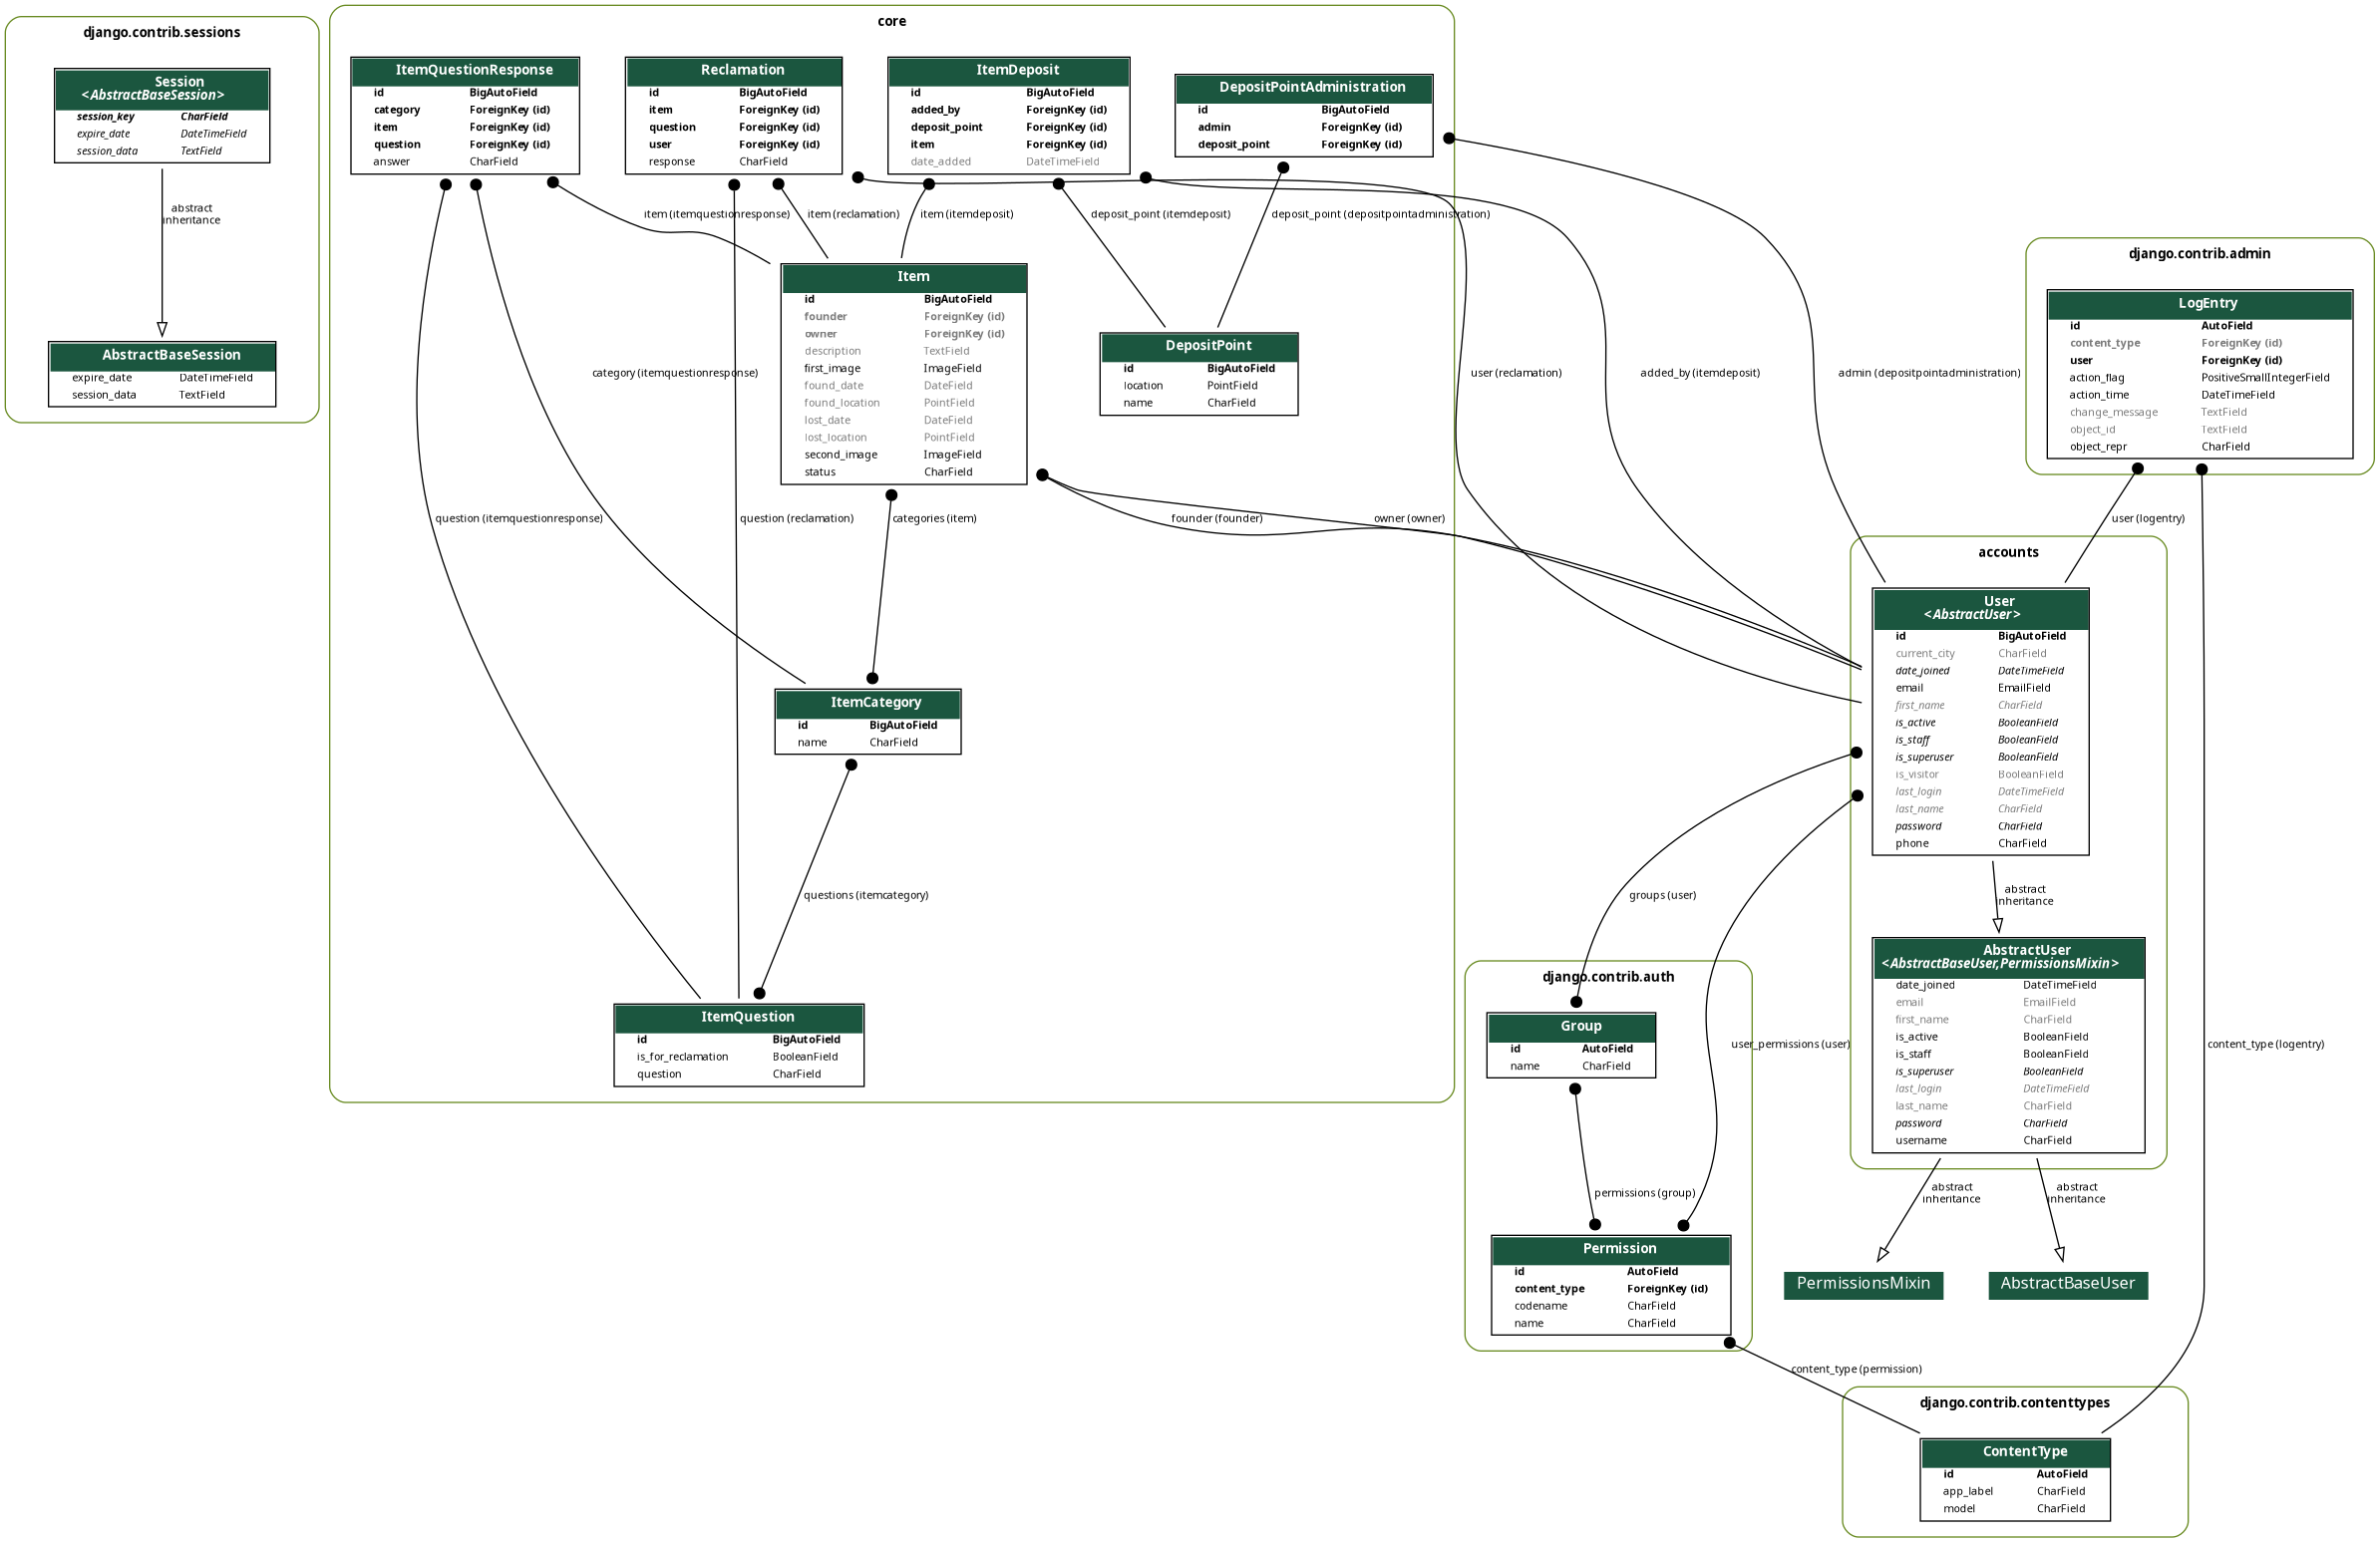 django.contrib.sessions
Session
<AbstractBaseSession>
session_key CharField
expire_date DateTimeField
session_data TextField
abstract
inheritance
AbstractBaseSession
expire_date DateTimeField
session_data TextField
core
ItemQuestionResponse
id BigAutoField
category ForeignKey (id)
item ForeignKey (id)
question ForeignKey (id)
answer CharField
Reclamation
id BigAutoField
item ForeignKey (id)
question ForeignKey (id)
user ForeignKey (id)
response CharField
ItemDeposit
id BigAutoField
added_by ForeignKey (id)
deposit_point ForeignKey (id)
item ForeignKey (id)
date_added DateTimeField
DepositPointAdministration
id BigAutoField
admin ForeignKey (id)
deposit_point ForeignKey (id)
item (itemquestionresponse)
item (reclamation)
item (itemdeposit)
deposit_point (itemdeposit)
deposit_point (depositpointadministration)
Item
id BigAutoField
founder ForeignKey (id)
owner ForeignKey (id)
description TextField
first_image ImageField
found_date DateField
found_location PointField
lost_date DateField
lost_location PointField
second_image ImageField
status CharField
DepositPoint
id BigAutoField
location PointField
name CharField
category (itemquestionresponse)
user (reclamation)
added_by (itemdeposit)
admin (depositpointadministration)
question (itemquestionresponse)
question (reclamation)
categories (item)
founder (founder)
owner (owner)
ItemCategory
id BigAutoField
name CharField
questions (itemcategory)
ItemQuestion
id BigAutoField
is_for_reclamation BooleanField
question CharField
django.contrib.admin
LogEntry
id AutoField
content_type ForeignKey (id)
user ForeignKey (id)
action_flag PositiveSmallIntegerField
action_time DateTimeField
change_message TextField
object_id TextField
object_repr CharField
user (logentry)
accounts
User
<AbstractUser>
id BigAutoField
current_city CharField
date_joined DateTimeField
email EmailField
first_name CharField
is_active BooleanField
is_staff BooleanField
is_superuser BooleanField
is_visitor BooleanField
last_login DateTimeField
last_name CharField
password CharField
phone CharField
groups (user)
abstract
inheritance
AbstractUser
<AbstractBaseUser,PermissionsMixin>
date_joined DateTimeField
email EmailField
first_name CharField
is_active BooleanField
is_staff BooleanField
is_superuser BooleanField
last_login DateTimeField
last_name CharField
password CharField
username CharField
django.contrib.auth
Group
id AutoField
name CharField
user_permissions (user)
content_type (logentry)
permissions (group)
abstract
inheritance
abstract
inheritance
Permission
id AutoField
content_type ForeignKey (id)
codename CharField
name CharField
PermissionsMixin
AbstractBaseUser
content_type (permission)
django.contrib.contenttypes
ContentType
id AutoField
app_label CharField
model CharField